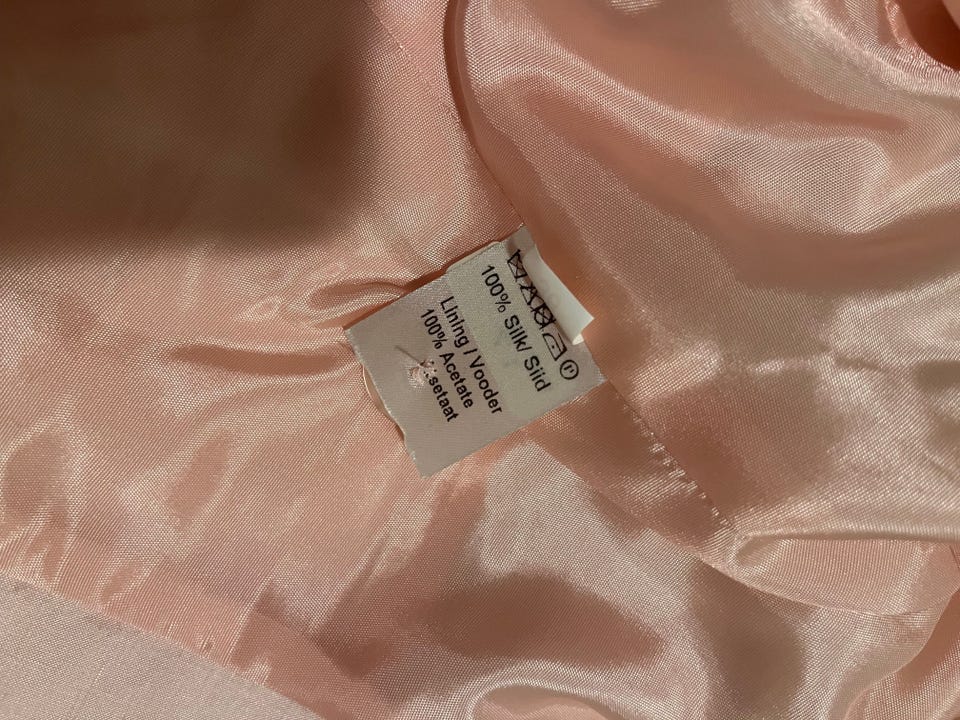 100% Silk/ Siid
Lining / Vooder
100% Acetate